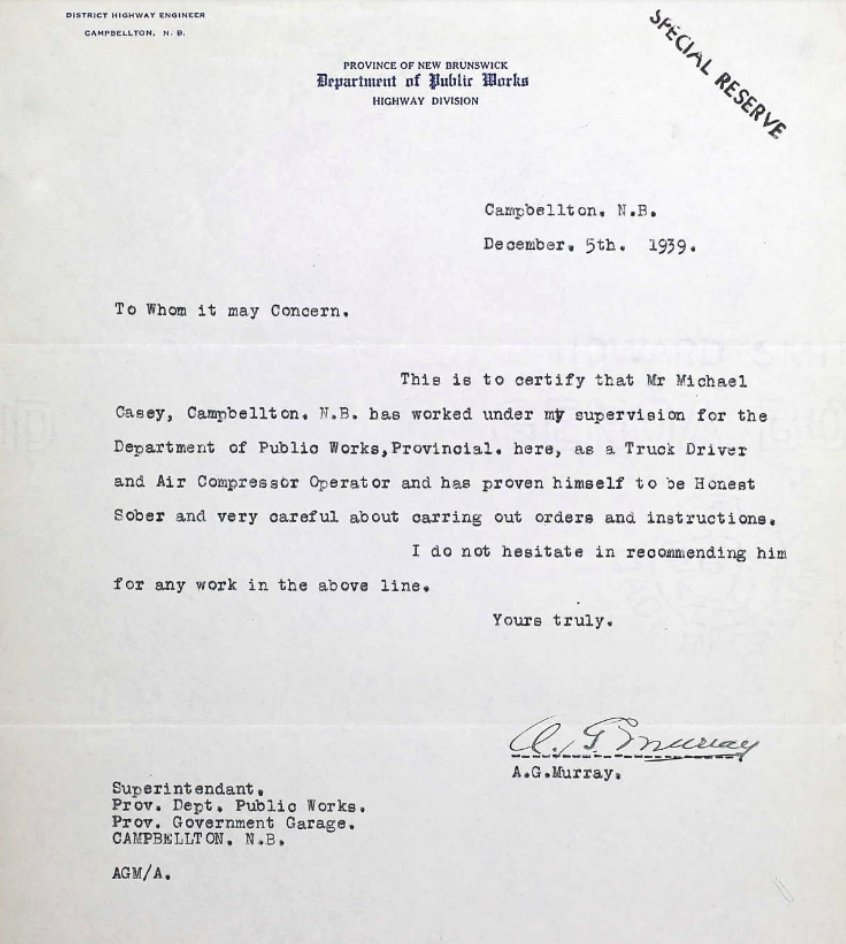 DISTRICT HIGHWAY ENGINEER
CAMPBELLTON, N. B.
SPECIAL RESERVE
PROVINCE OF NEW BRUNSWICK
Department of Public Works
HIGHWAY DIVISION
Campbellton. N.B.
December. 5th. 1939.
To Whom it may Concern.
This is to certify that Mr Michael
Casey, Campbellton. N.B. has worked under my supervision for the
Department of Public Works,Provincial. here, as a Truck Driver
and Air Compressor Operator and has proven himself to be Honest
Sober and very careful about carring out orders and instructions.
I do not hesitate in recommending him
for any work in the above line.
Yours truly.
A. G Murray
A.G.Murray.
Superintendant.
Prov. Dept. Public Works.
Prov. Government Garage.
CAMPBELLTON. N.B.
AGM/A.